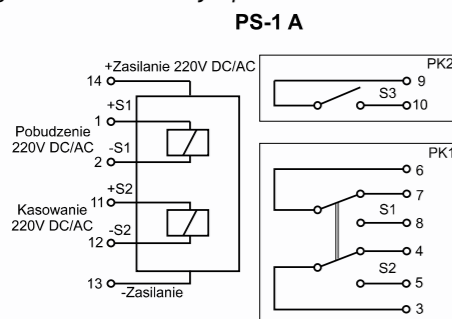 PS-1 A
+Zasilanie 220V DC/AC
14
+S1
1
Pobudzenie
220V DC/AC
-S1
2
+S2
11
Kasowanie
220V DC/AC
-S2
12
13
-Zasilanie
PK2
9
S3
10
PK1
6
7
S1
8
4
S2
5
3